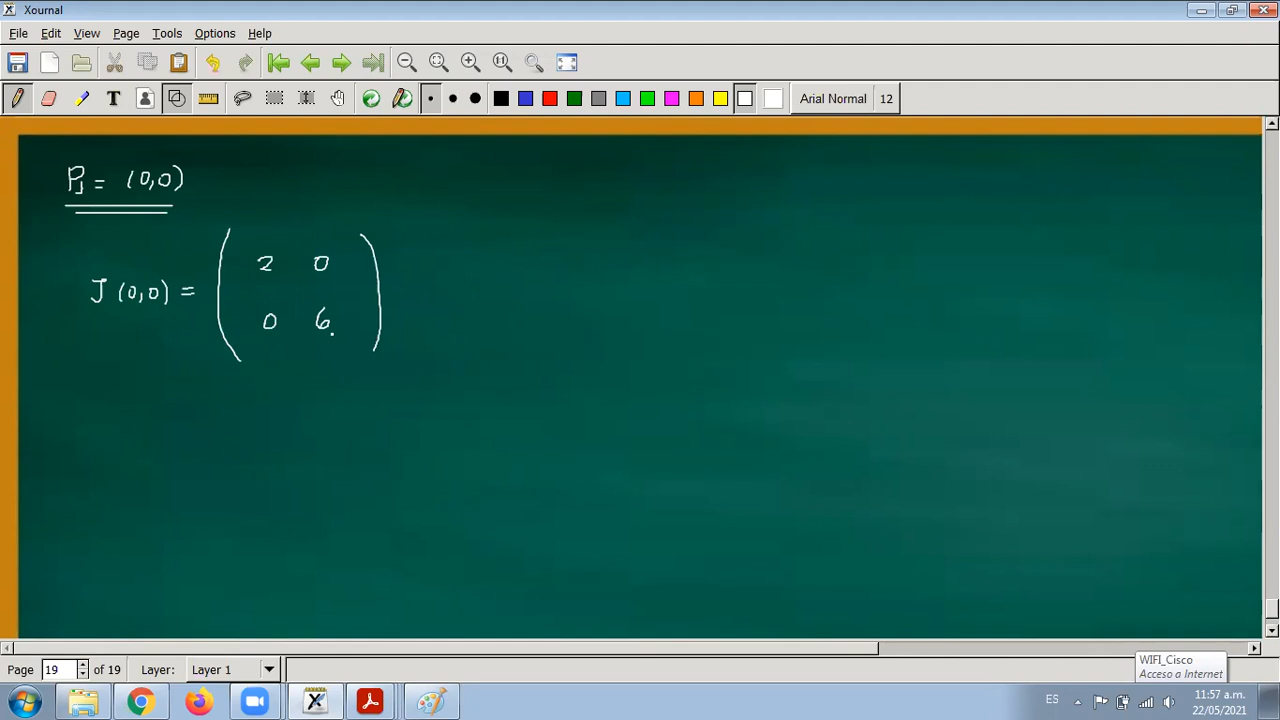 Xournal
File Edit View Page Tools Options Help
Arial Normal 12
P₁ = (0,0)
J (0,0) = ( 2 0
0 6. )
WIFI_Cisco
Acceso a Internet
Page 19 of 19 Layer: Layer 1
ES 11:57 a.m.
22/05/2021